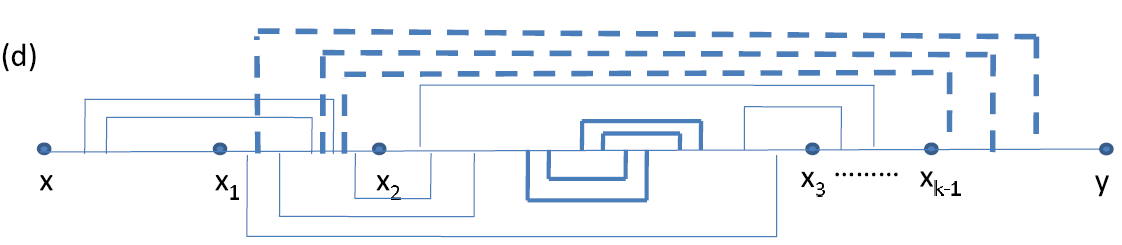 (d)
x x₁ x₂ x₃ ......... xₖ₋₁ y